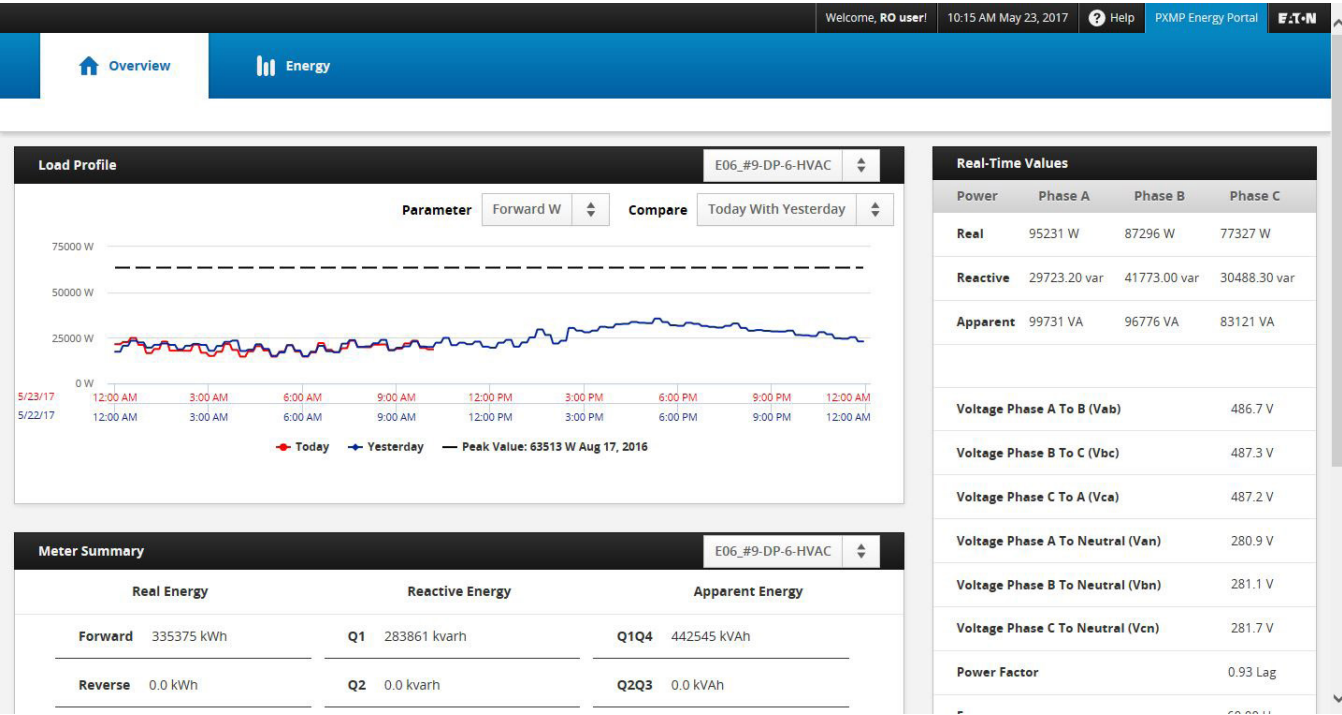 Welcome, RO user! 10:15 AM May 23, 2017 ? Help PXMP Energy Portal EATON
Overview Energy
Load Profile E06_#9-DP-6-HVAC
Parameter Forward W Compare Today With Yesterday
75000 W
50000 W
25000 W
0 W
5/23/17 12:00 AM 3:00 AM 6:00 AM 9:00 AM 12:00 PM 3:00 PM 6:00 PM 9:00 PM 12:00 AM
5/22/17 12:00 AM 3:00 AM 6:00 AM 9:00 AM 12:00 PM 3:00 PM 6:00 PM 9:00 PM 12:00 AM
Today Yesterday Peak Value: 63513 W Aug 17, 2016
Meter Summary E06_#9-DP-6-HVAC
Real Energy Reactive Energy Apparent Energy
Forward 335375 kWh Q1 283861 kvarh Q1Q4 442545 kVAh
Reverse 0.0 kWh Q2 0.0 kvarh Q2Q3 0.0 kVAh
Real-Time Values
Power Phase A Phase B Phase C
Real 95231 W 87296 W 77327 W
Reactive 29723.20 var 41773.00 var 30488.30 var
Apparent 99731 VA 96776 VA 83121 VA
Voltage Phase A To B (Vab) 486.7 V
Voltage Phase B To C (Vbc) 487.3 V
Voltage Phase C To A (Vca) 487.2 V
Voltage Phase A To Neutral (Van) 280.9 V
Voltage Phase B To Neutral (Vbn) 281.1 V
Voltage Phase C To Neutral (Vcn) 281.7 V
Power Factor 0.93 Lag